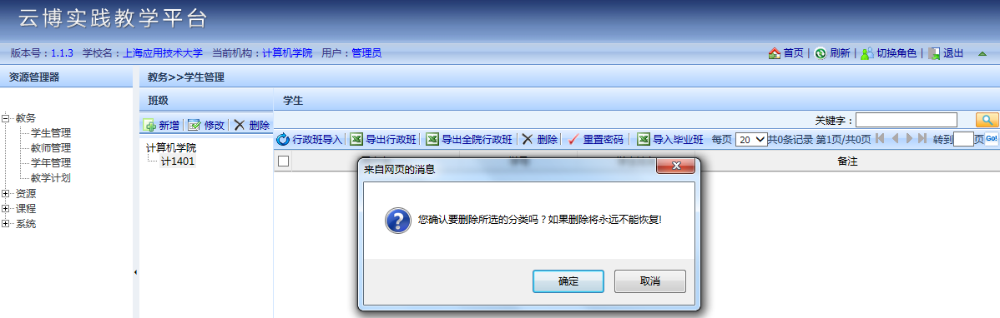 云博实践教学平台
版本号：1.1.3 学校名：上海应用技术大学 当前机构：计算机学院 用户：管理员
首页 | 刷新 | 切换角色 | 退出
资源管理器
教务>>学生管理
教务
学生管理
教师管理
学年管理
教学计划
资源
课程
系统
班级
新增 修改 删除
计算机学院
计1401
学生
关键字：
行政班导入 导出行政班 导出全院行政班 删除 重置密码 导入毕业班 每页 20 共0条记录 第1页/共0页 转到 页 Go!
备注
来自网页的消息
您确认要删除所选的分类吗？如果删除将永远不能恢复!
确定 取消